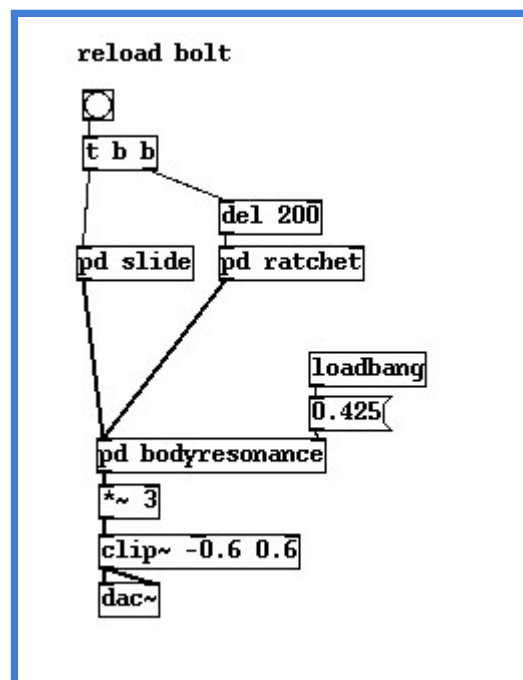 reload bolt
t b b
del 200
pd slide
pd ratchet
loadbang
0.425
pd bodyresonance
*~ 3
clip~ -0.6 0.6
dac~